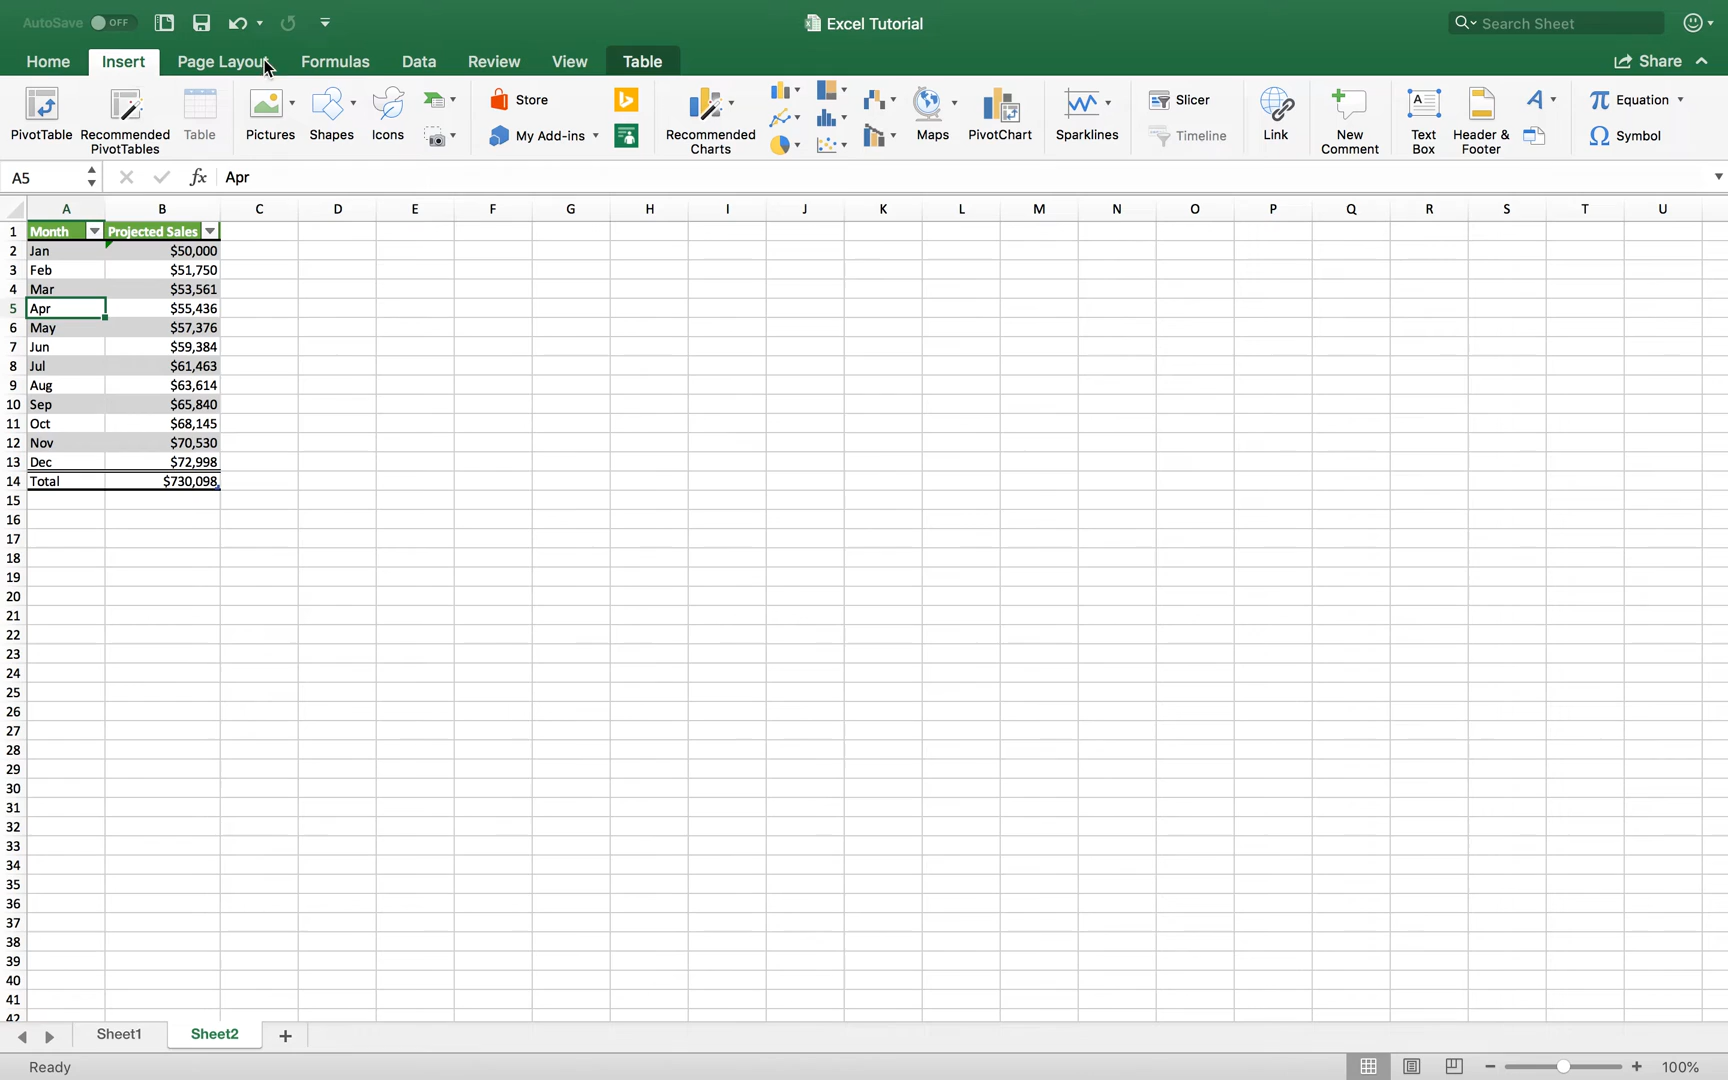 AutoSave OFF
Excel Tutorial
Search Sheet
Home Insert Page Layout Formulas Data Review View Table
Share
PivotTable
Recommended PivotTables
Table
Pictures
Shapes
Icons
Store
My Add-ins
Recommended Charts
Maps
PivotChart
Sparklines
Slicer
Timeline
Link
New Comment
Text Box
Header & Footer
A
π Equation
Ω Symbol
A5 fx Apr
A B C D E F G H I J K L M N O P Q R S T U
1 Month Projected Sales
2 Jan $50,000
3 Feb $51,750
4 Mar $53,561
5 Apr $55,436
6 May $57,376
7 Jun $59,384
8 Jul $61,463
9 Aug $63,614
10 Sep $65,840
11 Oct $68,145
12 Nov $70,530
13 Dec $72,998
14 Total $730,098
15
16
17
18
19
20
21
22
23
24
25
26
27
28
29
30
31
32
33
34
35
36
37
38
39
40
41
42
Sheet1 Sheet2 +
Ready
100%